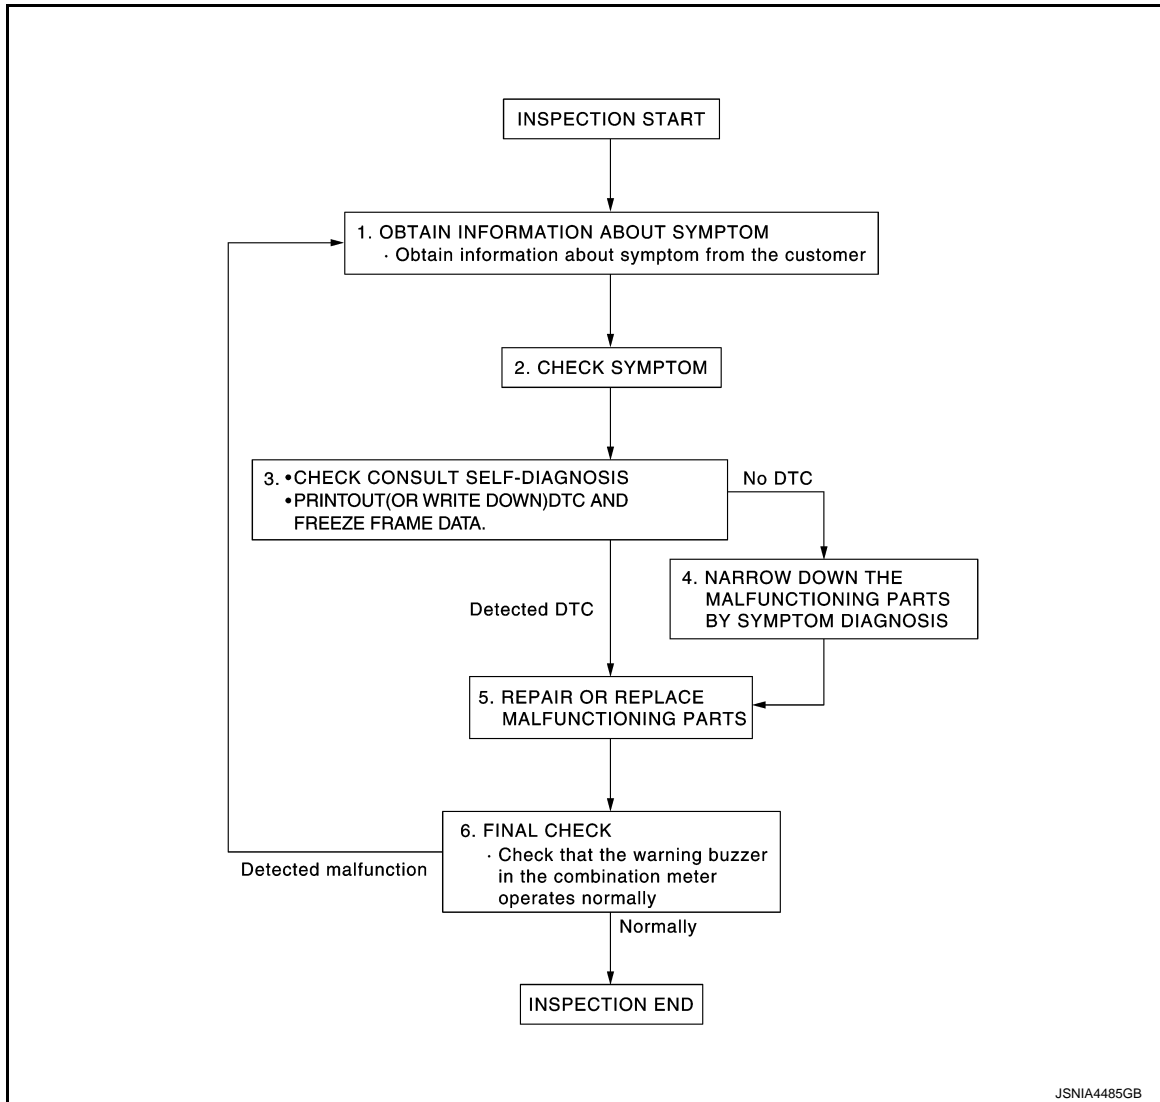 INSPECTION START
1. OBTAIN INFORMATION ABOUT SYMPTOM
· Obtain information about symptom from the customer
2. CHECK SYMPTOM
3. •CHECK CONSULT SELF-DIAGNOSIS
•PRINTOUT(OR WRITE DOWN)DTC AND
FREEZE FRAME DATA.
No DTC
4. NARROW DOWN THE
MALFUNCTIONING PARTS
BY SYMPTOM DIAGNOSIS
Detected DTC
5. REPAIR OR REPLACE
MALFUNCTIONING PARTS
6. FINAL CHECK
· Check that the warning buzzer
in the combination meter
operates normally
Detected malfunction
Normally
INSPECTION END
JSNIA4485GB